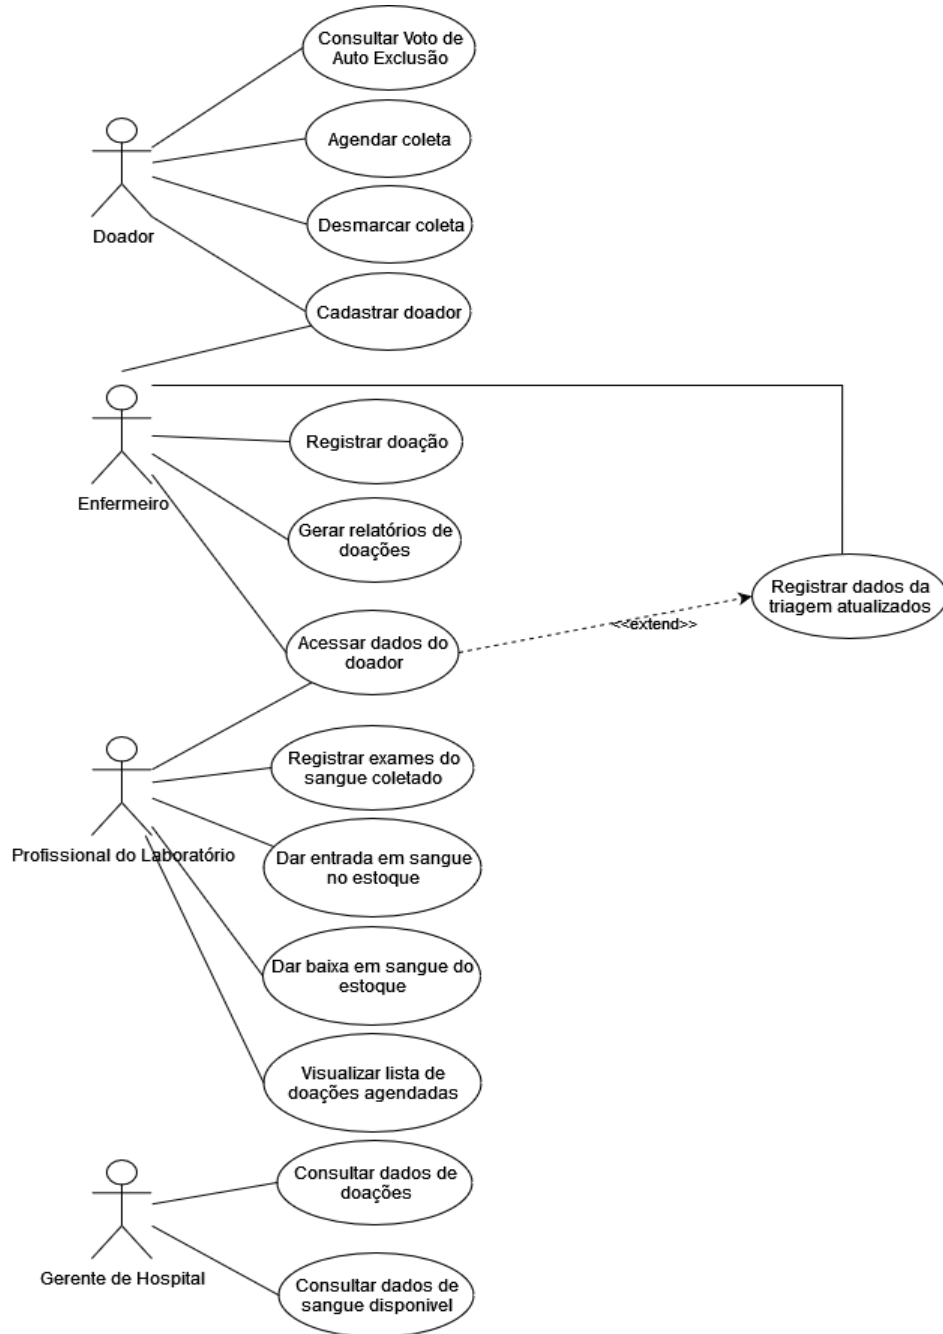 Consultar Voto de
Auto Exclusão
Agendar coleta
Desmarcar coleta
Doador
Cadastrar doador
Registrar doação
Enfermeiro
Gerar relatórios de
doações
Registrar dados da
triagem atualizados
<<extend>>
Acessar dados do
doador
Registrar exames do
sangue coletado
Profissional do Laboratório
Dar entrada em sangue
no estoque
Dar baixa em sangue do
estoque
Visualizar lista de
doações agendadas
Consultar dados de
doações
Gerente de Hospital
Consultar dados de
sangue disponivel